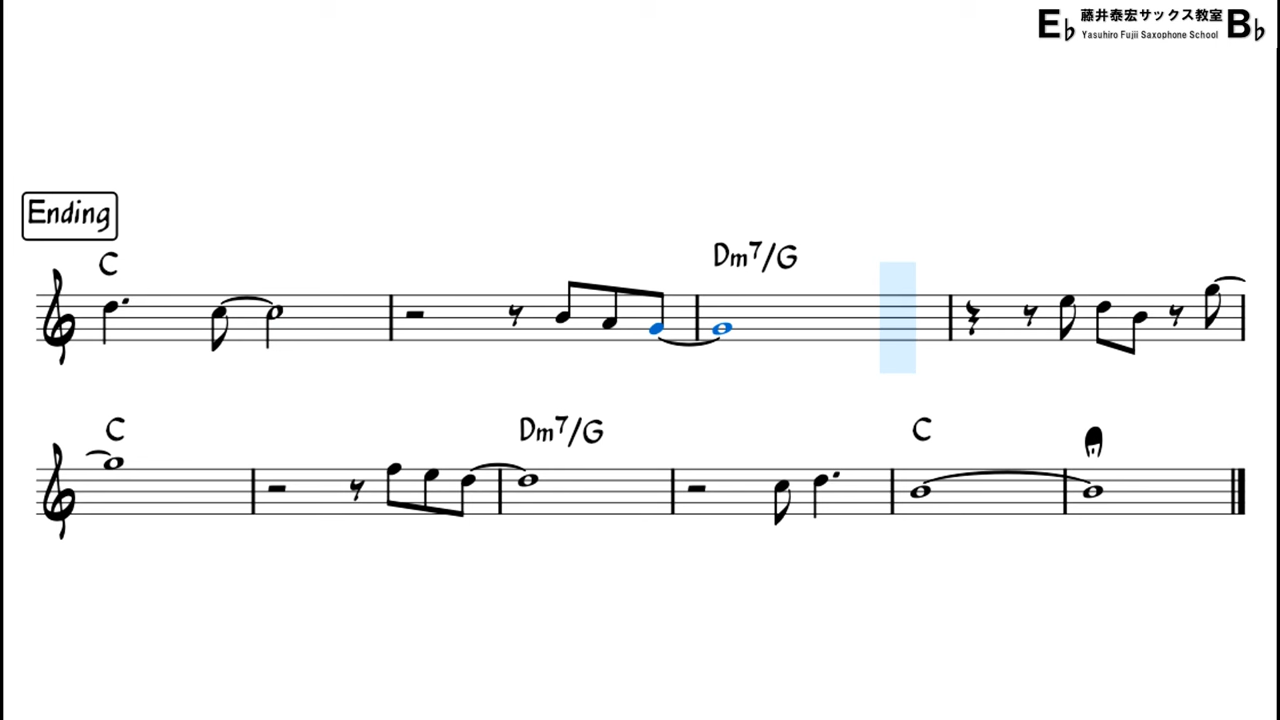 E♭ 藤井泰宏サックス教室 B♭
Yasuhiro Fujii Saxophone School
Ending
C
Dm7/G
C
Dm7/G
C